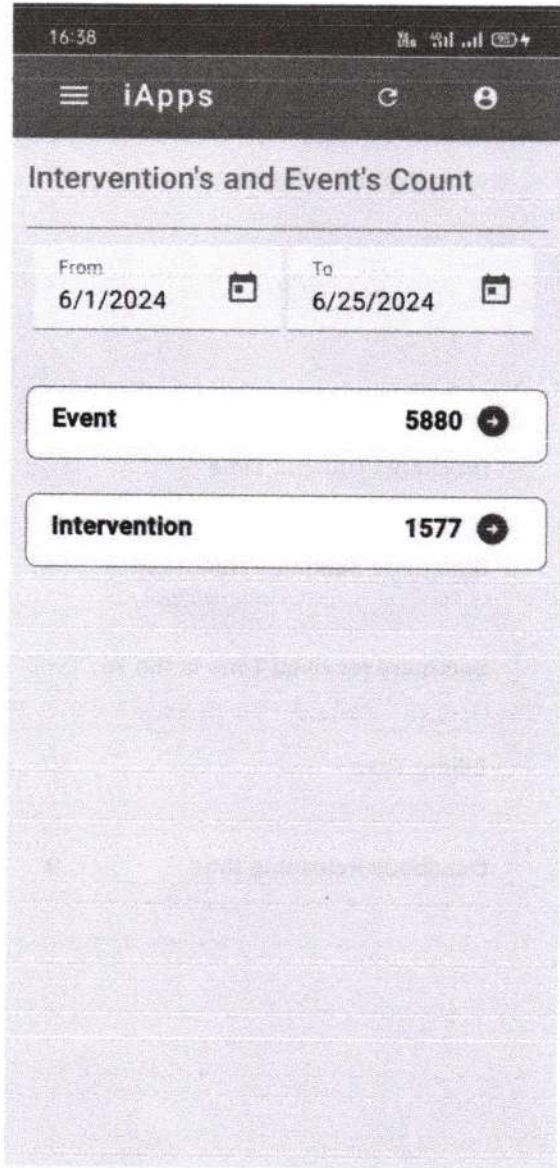 16:38
95
iApps
Intervention's and Event's Count
From
To
6/1/2024
6/25/2024
Event 5880
Intervention 1577